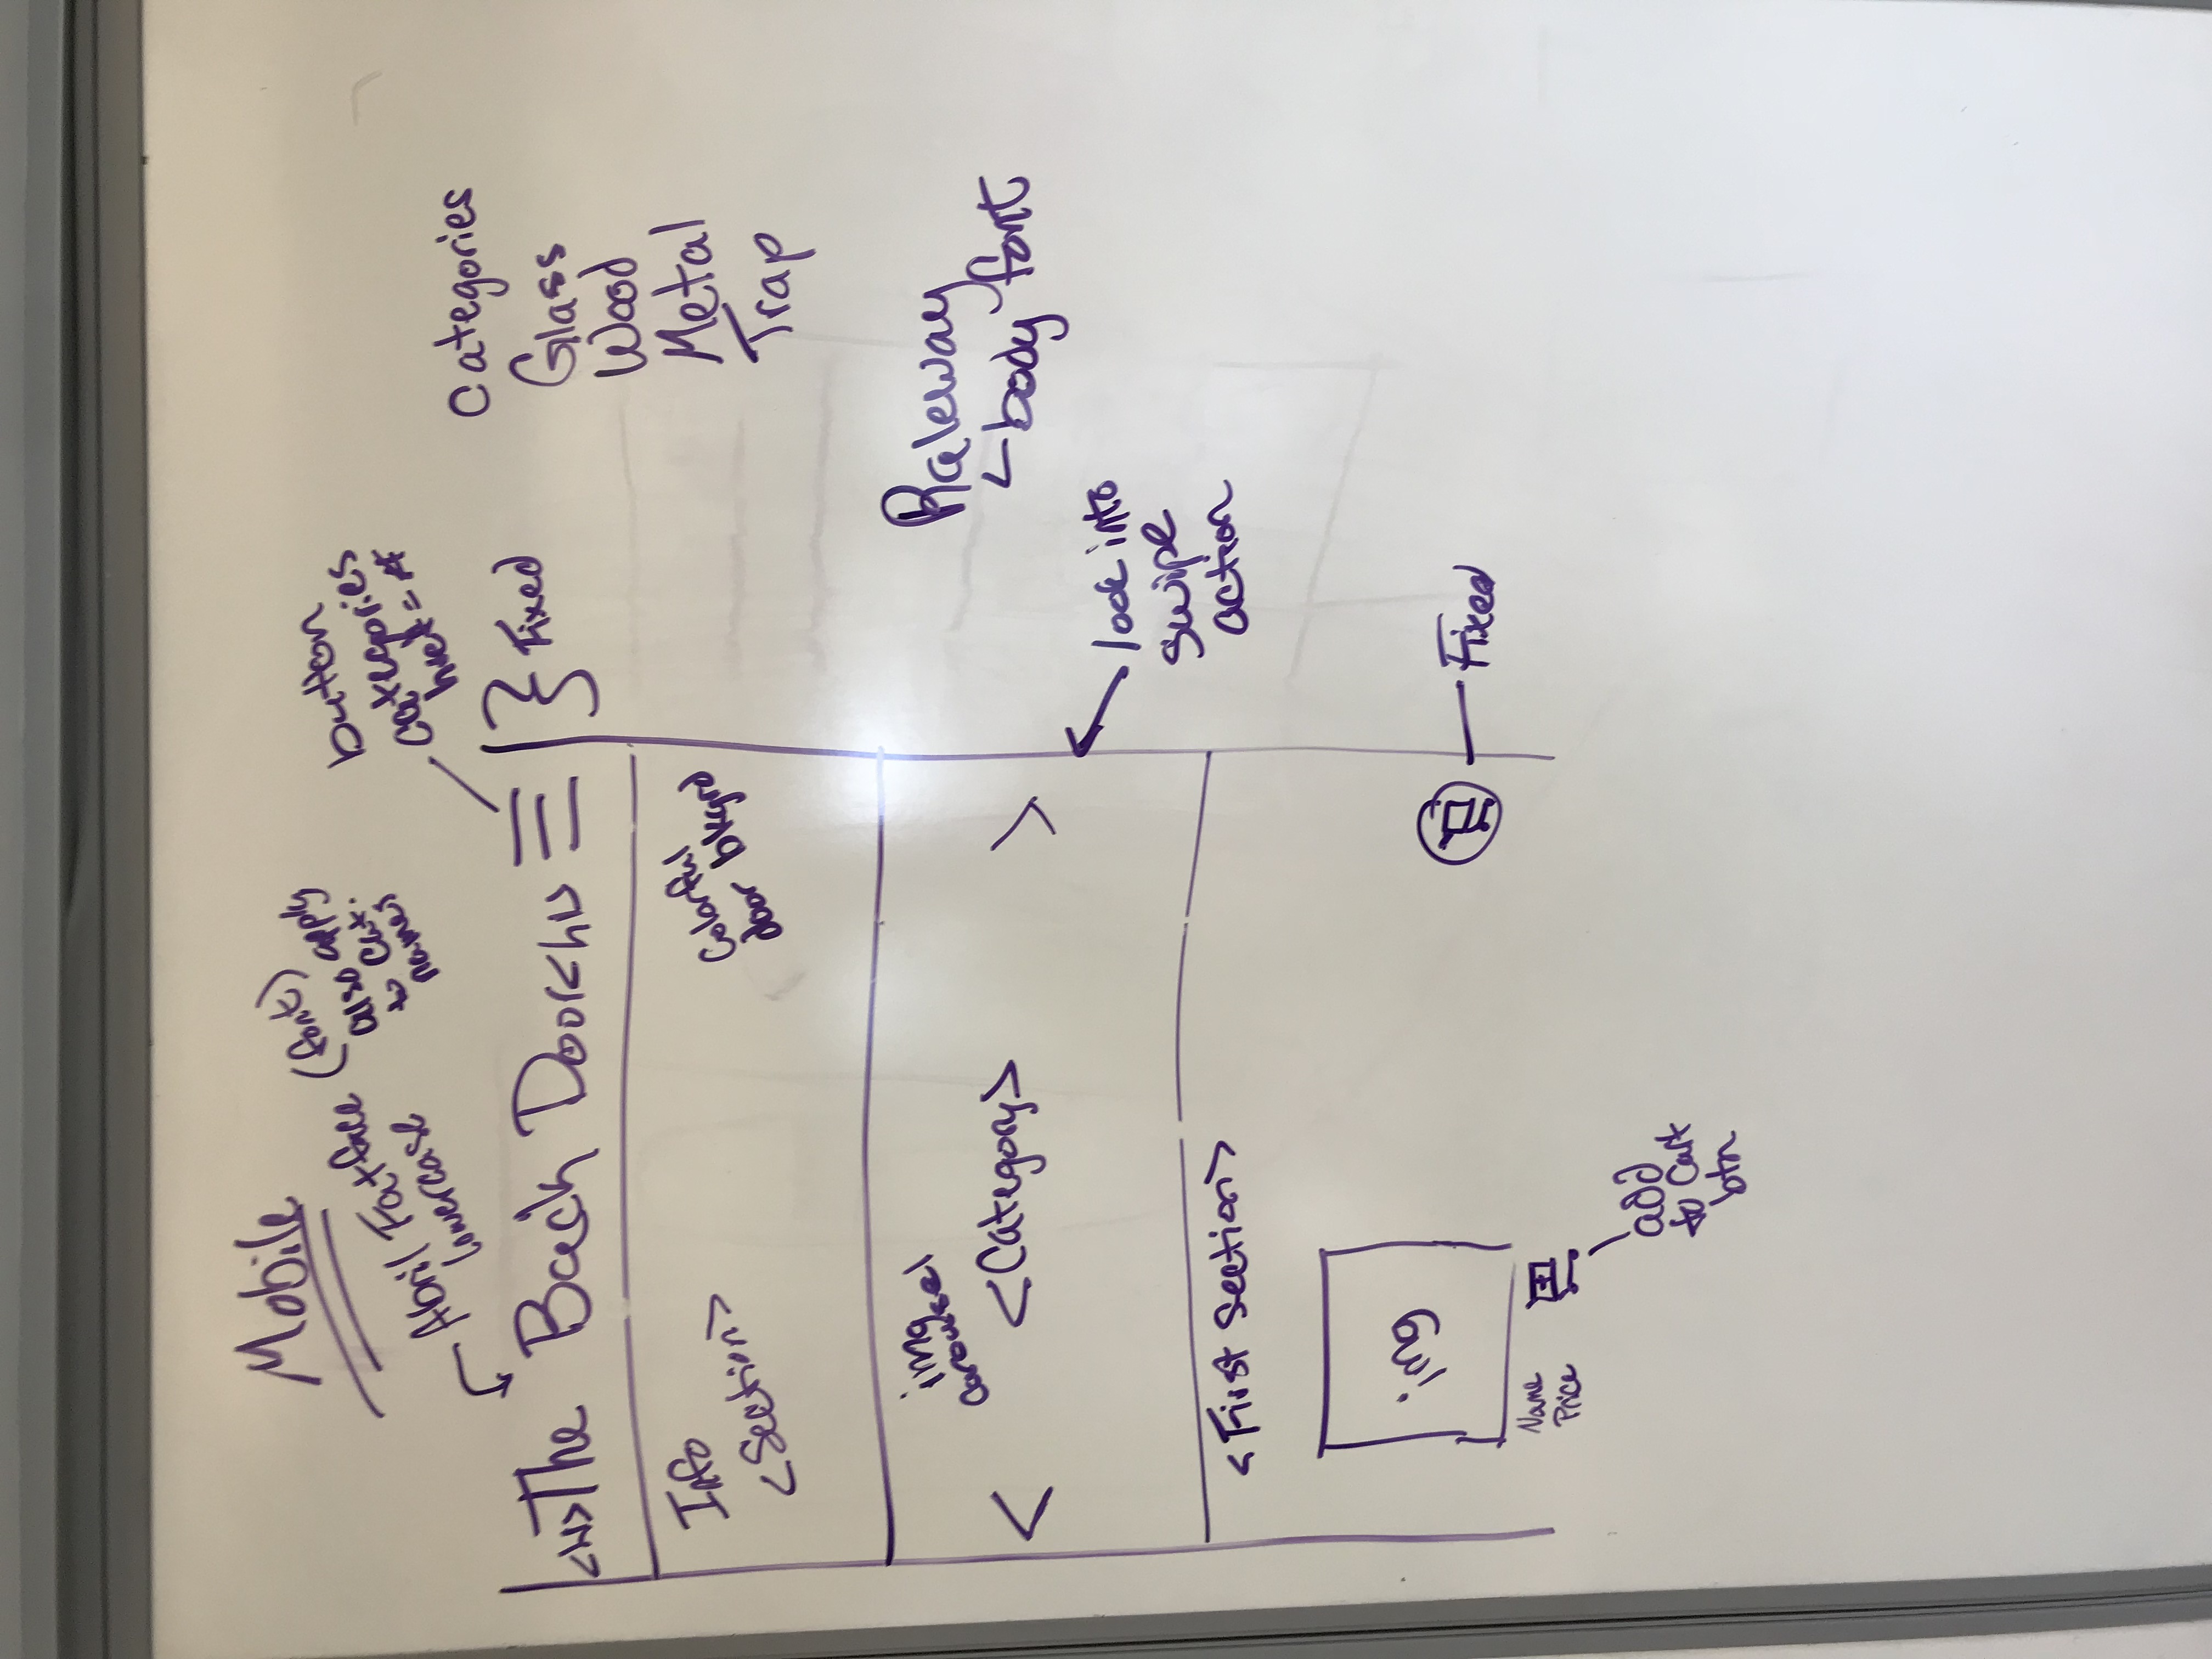 Mobile
Abril Fatface (font)
lowercase
also apply
to cat.
names
button
categories
href = #
<h1>The Back Door<h1>
} Fixed
Categories
Glass
Wood
Metal
Trap
Info
<Section>
Colorful
door bkgrd
img
carousel
< <Category> >
Raleway
body font
look into
swipe
action
<First Section>
img
Name
Price
add
to Cart
btn
Fixed